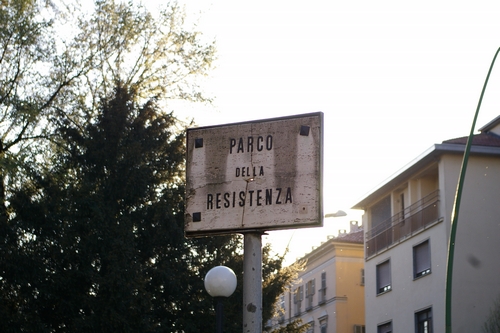 PARCO
DELLA
RESISTENZA